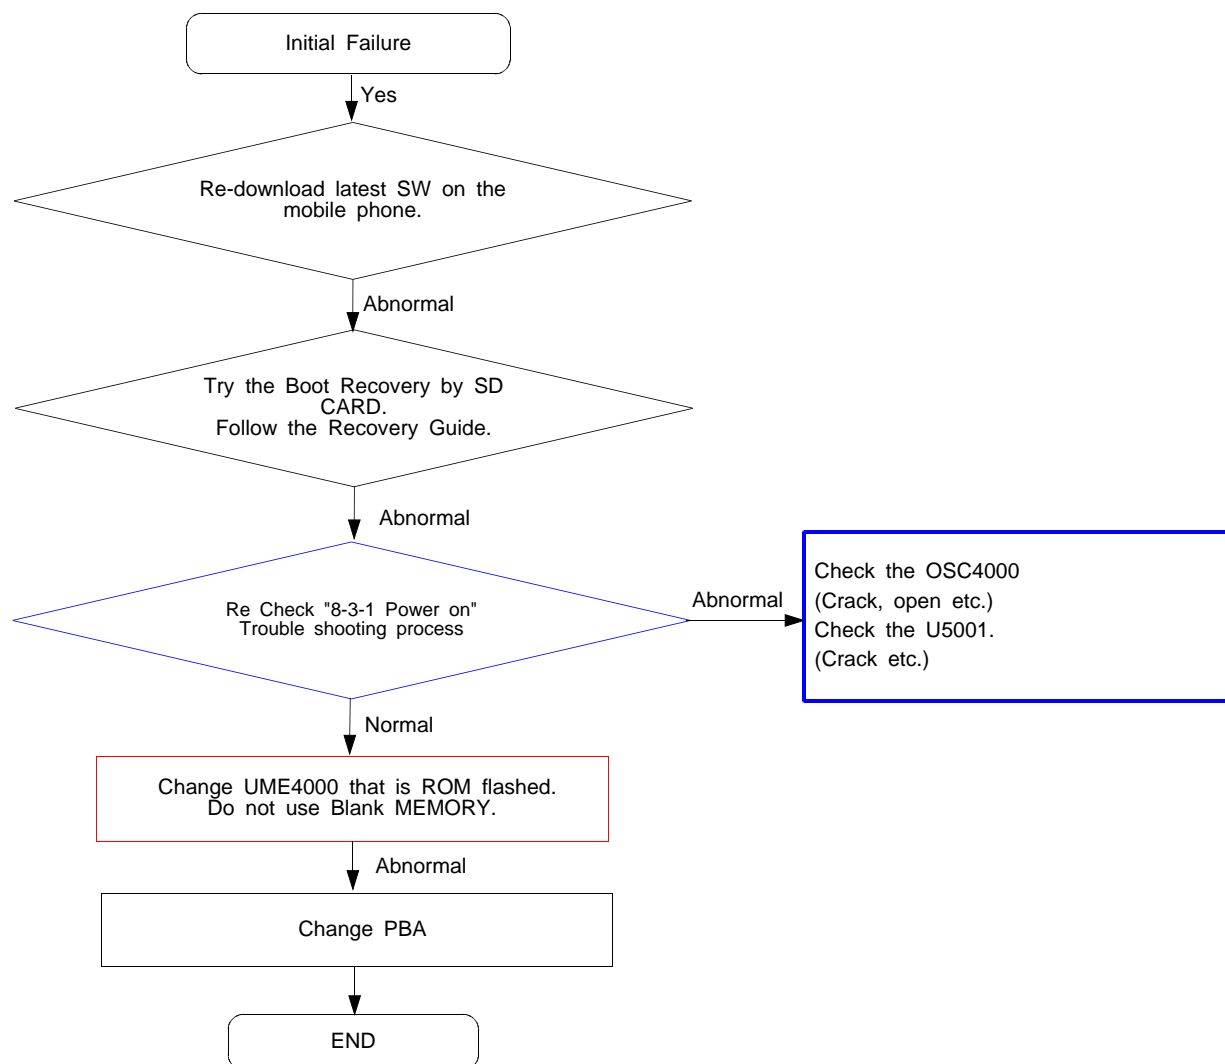 Initial Failure
Yes
Re-download latest SW on the
mobile phone.
Abnormal
Try the Boot Recovery by SD
CARD.
Follow the Recovery Guide.
Abnormal
Re Check "8-3-1 Power on"
Trouble shooting process
Abnormal
Check the OSC4000
(Crack, open etc.)
Check the U5001.
(Crack etc.)
Normal
Change UME4000 that is ROM flashed.
Do not use Blank MEMORY.
Abnormal
Change PBA
END